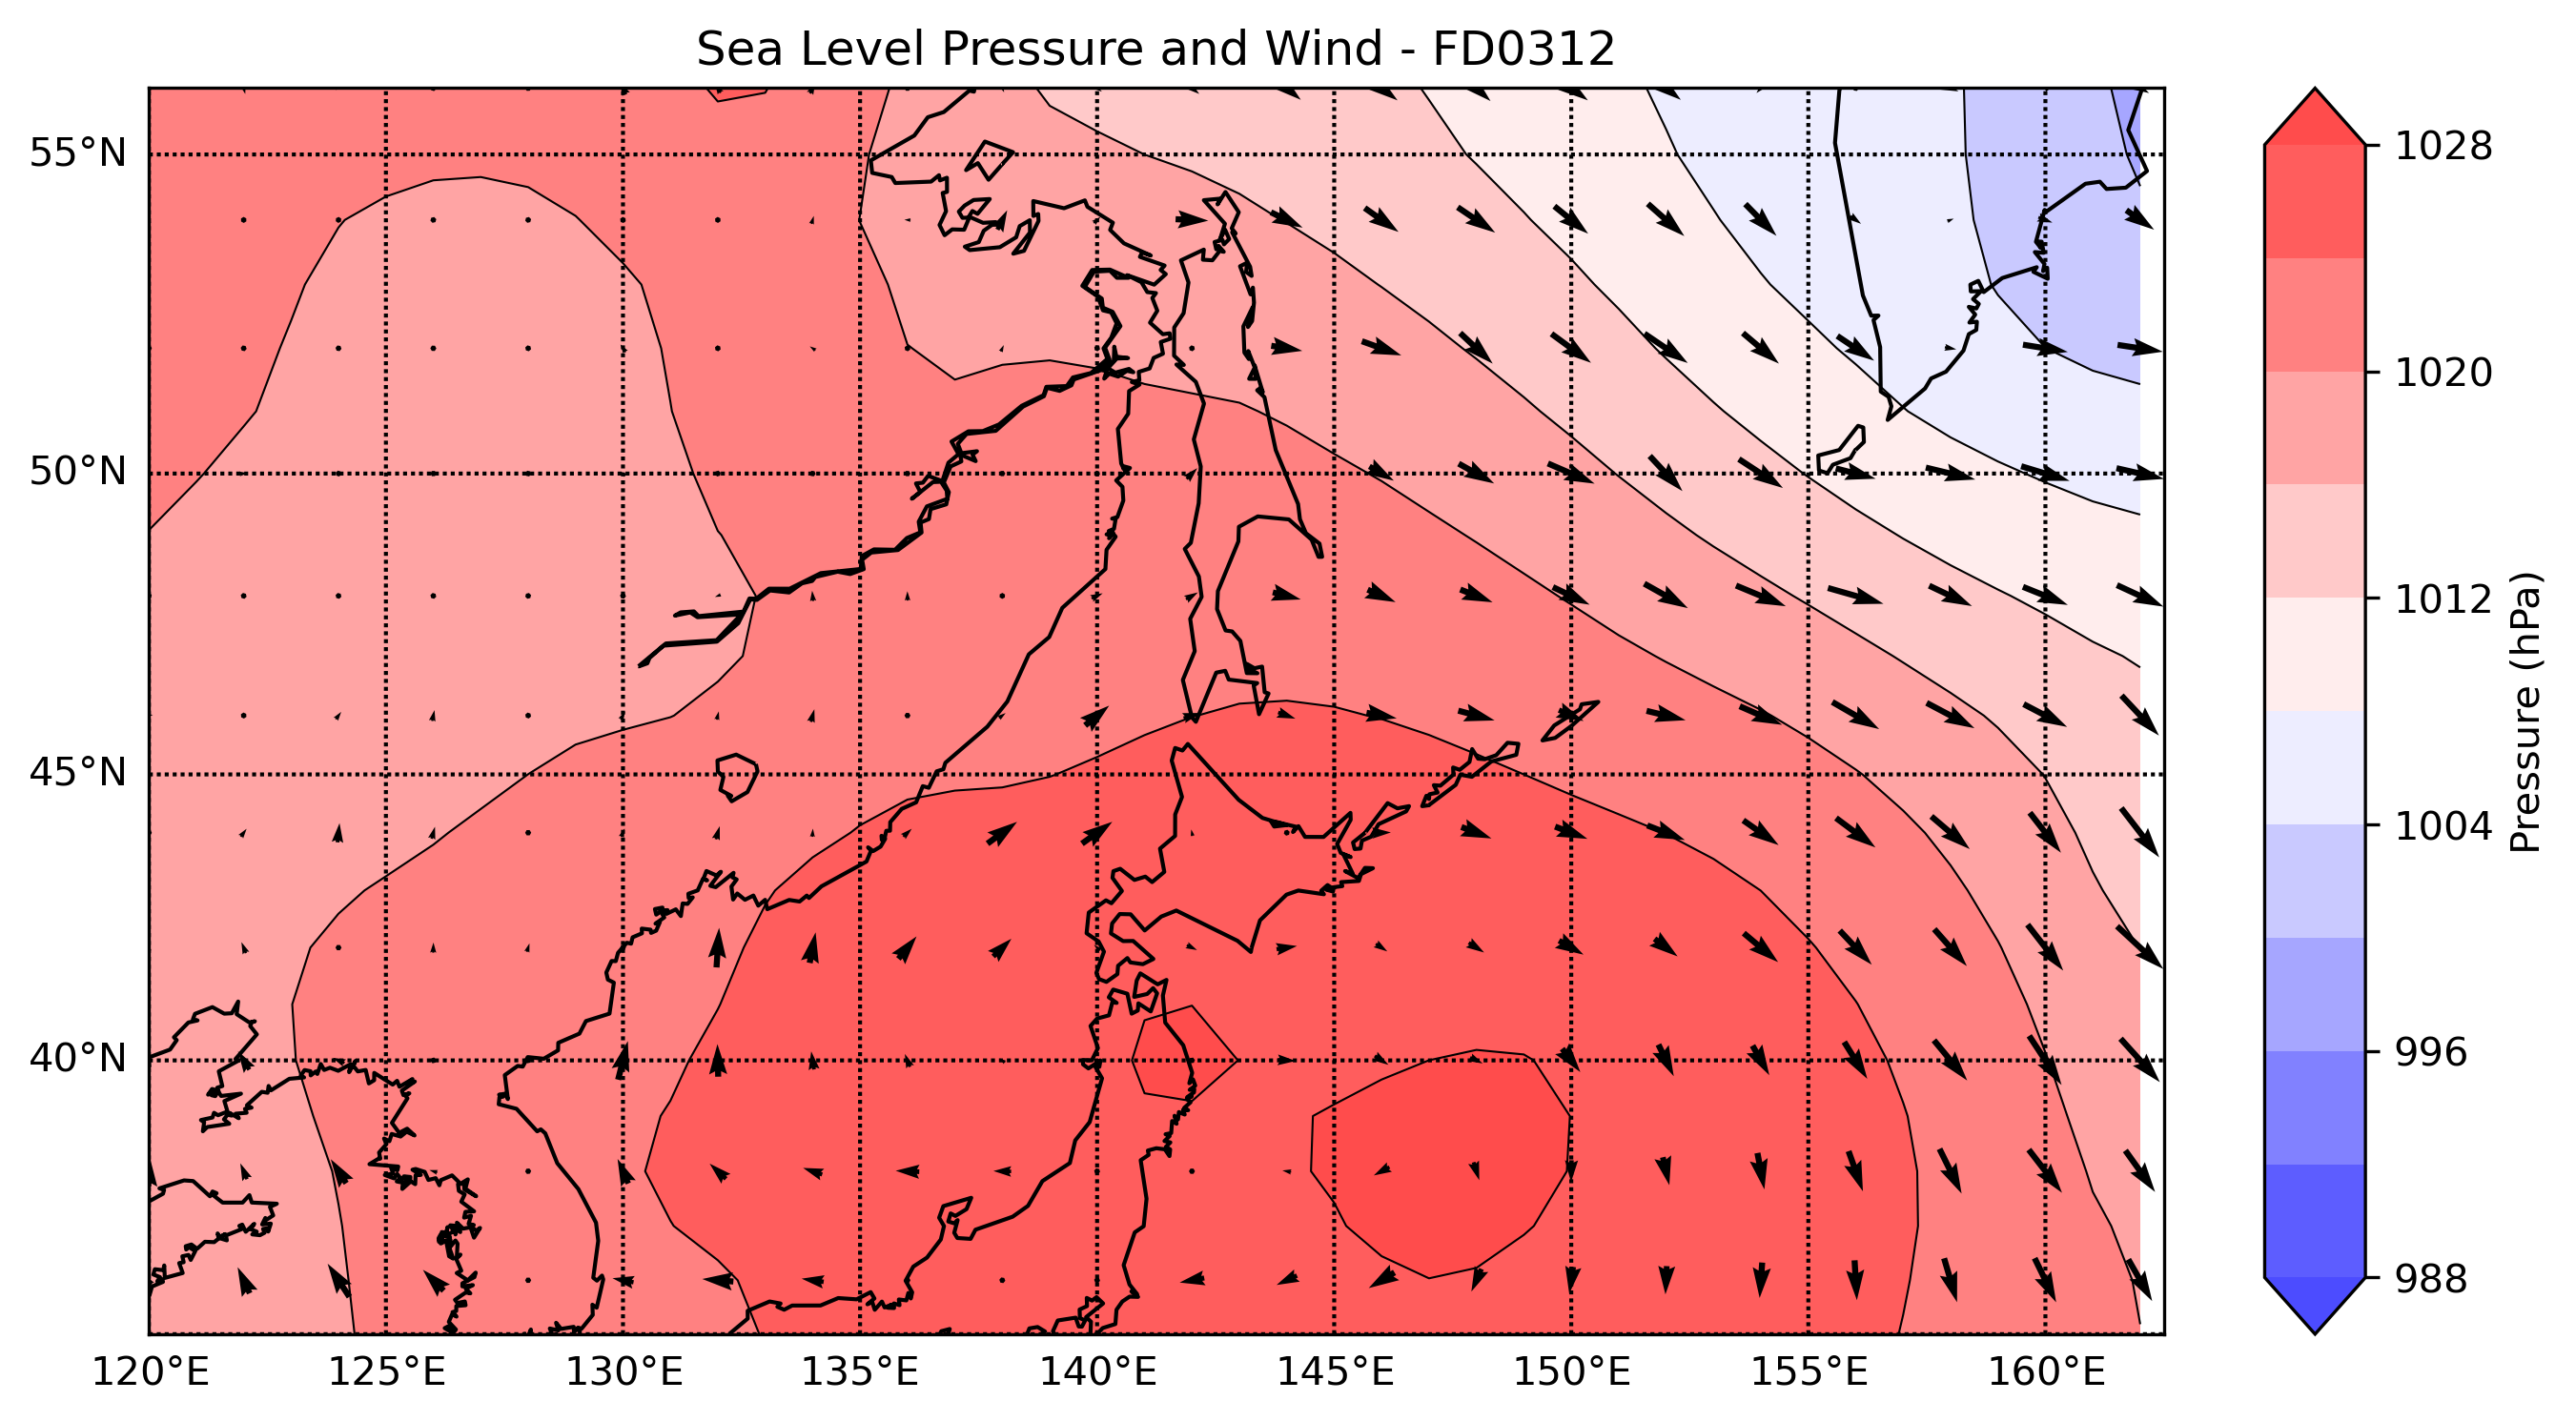 Sea Level Pressure and Wind - FD0312
55°N
50°N
45°N
40°N
120°E
125°E
130°E
135°E
140°E
145°E
150°E
155°E
160°E
1028
1020
1012
1004
996
988
Pressure (hPa)